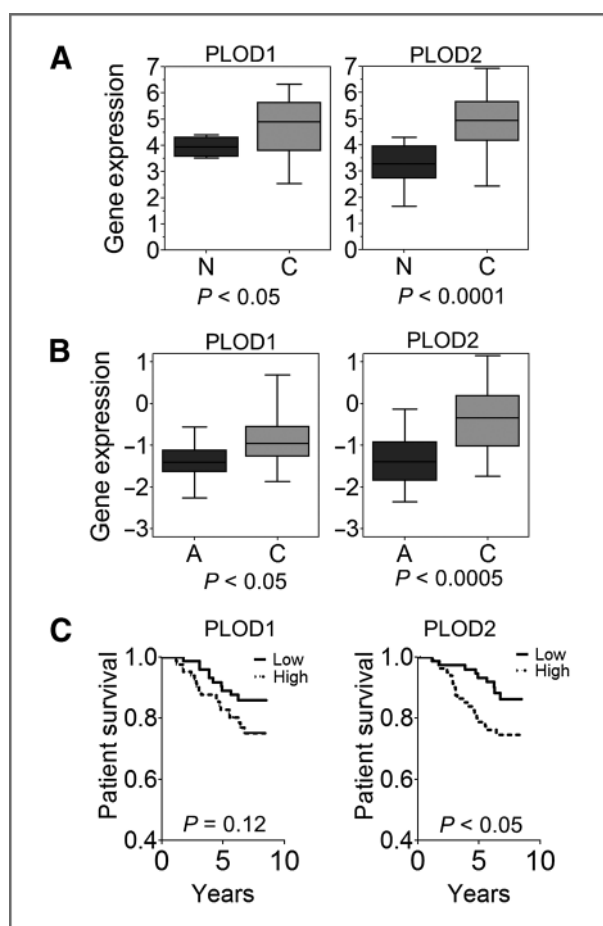 A
PLOD1 PLOD2
Gene expression
7 7
6 6
5 5
4 4
3 3
2 2
1 1
0 0
N C N C
P < 0.05 P < 0.0001
B
PLOD1 PLOD2
Gene expression
1 1
0 0
−1 −1
−2 −2
−3 −3
A C A C
P < 0.05 P < 0.0005
C
PLOD1 PLOD2
Patient survival Patient survival
1.0 1.0
Low Low
High High
0.8 0.8
0.6 0.6
0.4 0.4
P = 0.12 P < 0.05
0 5 10 0 5 10
Years Years